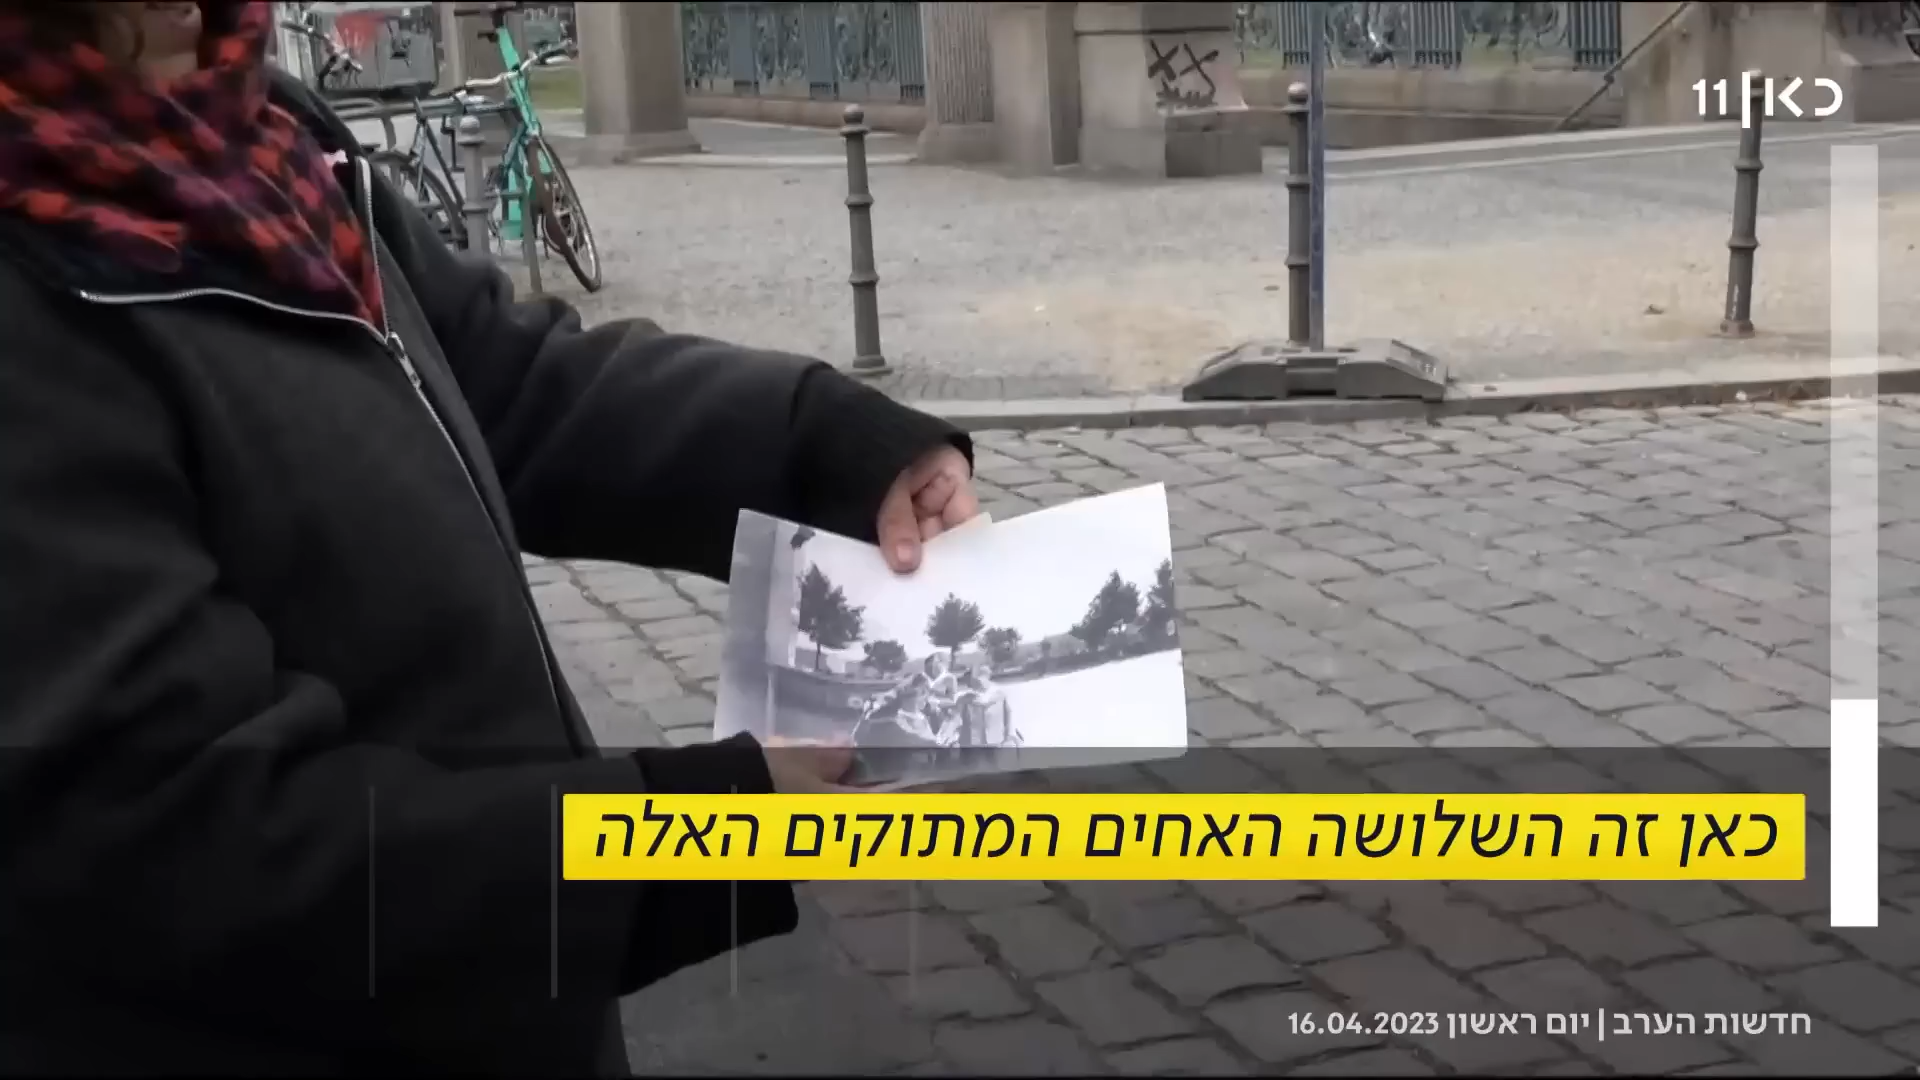 כאן 11
כאן זה השלושה האחים המתוקים האלה
חדשות הערב | יום ראשון 16.04.2023